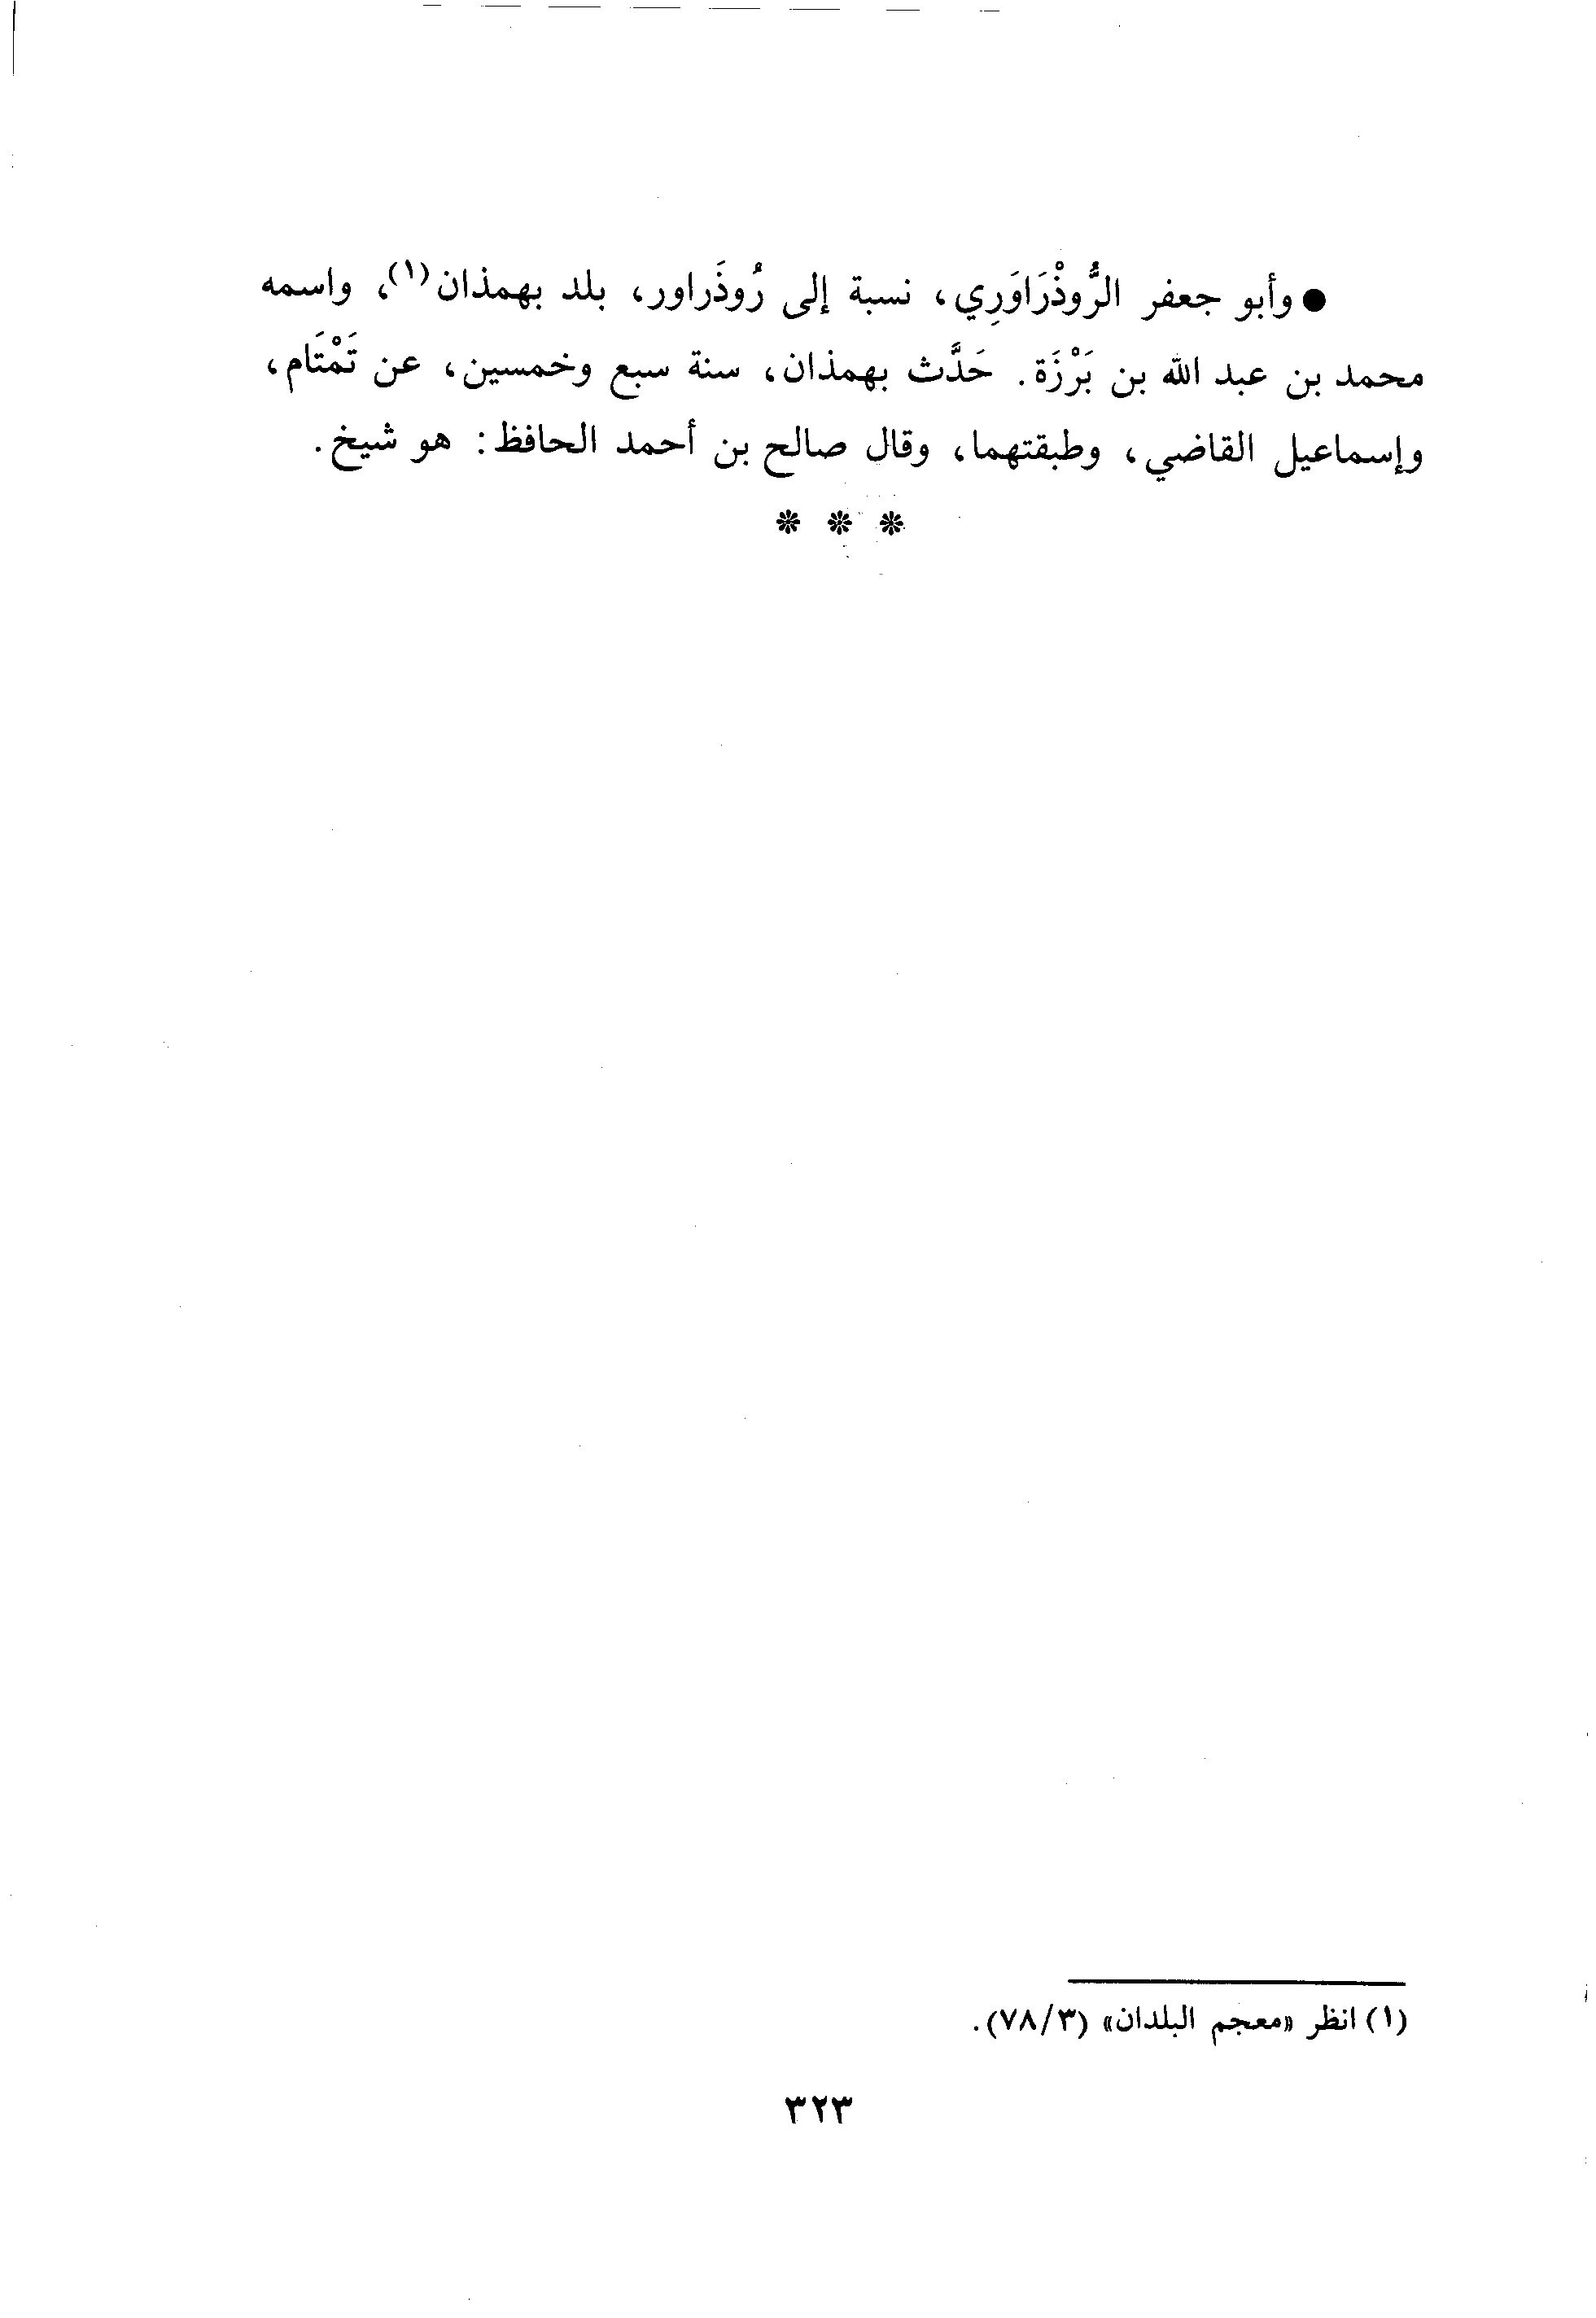 ● وأبو جعفر الرُّوذْرَاوَرِي، نسبة إلى رُوذَراور، بلد بهمذان(١)، واسمه
محمد بن عبد الله بن بَرْزَة. حَدَّث بهمذان، سنة سبع وخمسين، عن تَمْتَام،
وإسماعيل القاضي، وطبقتهما، وقال صالح بن أحمد الحافظ: هو شيخ.
* * *
(١) انظر «معجم البلدان» (٣/٧٨).
٣٢٣